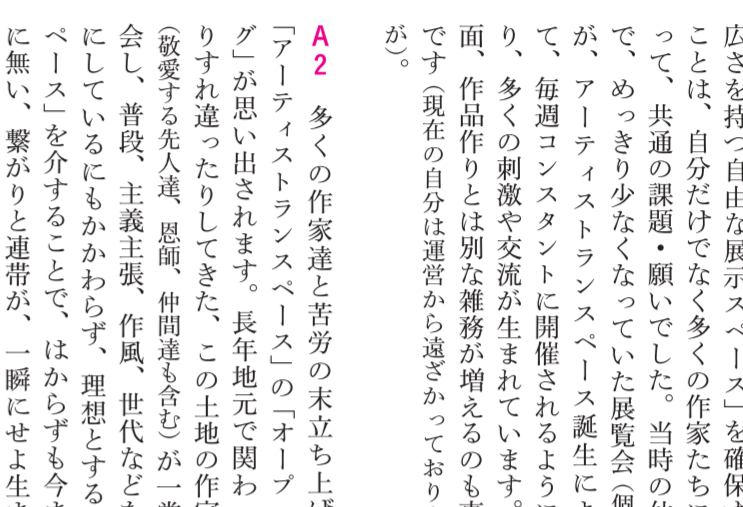 広さを持つ自由な展示スペース」を確保
ことは、自分だけでなく多くの作家たちに
って、共通の課題・願いでした。当時の
で、めっきり少なくなっていた展覧会（個
が、アーティストランスペース誕生によ
て、毎週コンスタントに開催されるように
り、多くの刺激や交流が生まれています。
面、作品作りとは別な雑務が増えるのも事
です（現在の自分は運営から遠ざかっており
が）。
A2 多くの作家達と苦労の末立ち上げ
「アーティストランスペース」の「オープ
グ」が思い出されます。長年地元で関わ
りすれ違ったりしてきた、この土地の作家
（敬愛する先人達、恩師、仲間達も含む）が一堂
会し、普段、主義主張、作風、世代などを
にしているにもかかわらず、理想とする
ペース」を介することで、はからずも今ま
に無い、繋がりと連帯が、一瞬にせよ生ま